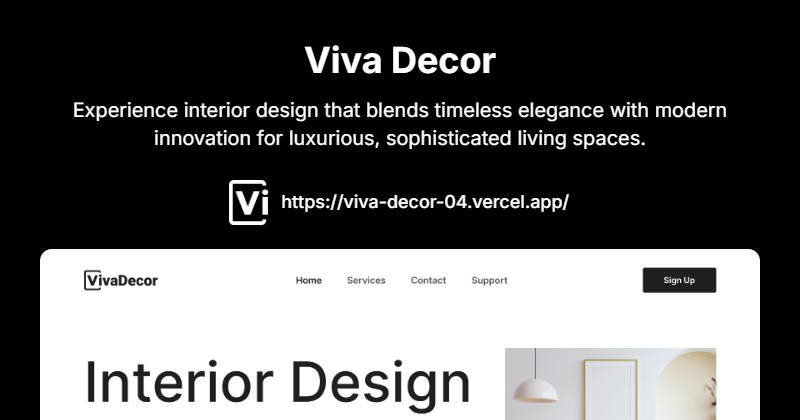 Viva Decor
Experience interior design that blends timeless elegance with modern
innovation for luxurious, sophisticated living spaces.
Vi https://viva-decor-04.vercel.app/
VivaDecor Home Services Contact Support Sign Up
Interior Design